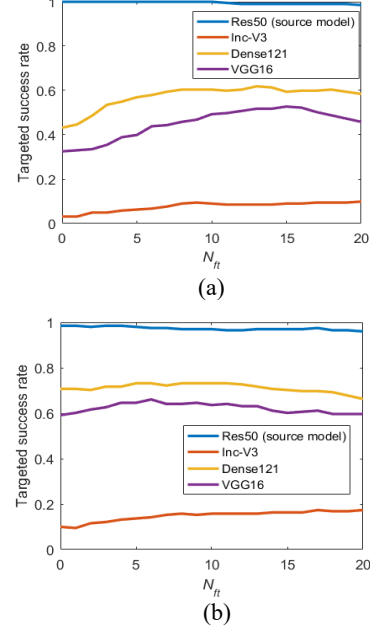 1
0.8
0.6
0.4
0.2
0
Targeted success rate
Res50 (source model)
Inc-V3
Dense121
VGG16
0 5 10 15 20
N_ft
(a)
1
0.8
0.6
0.4
0.2
0
Targeted success rate
Res50 (source model)
Inc-V3
Dense121
VGG16
0 5 10 15 20
N_ft
(b)